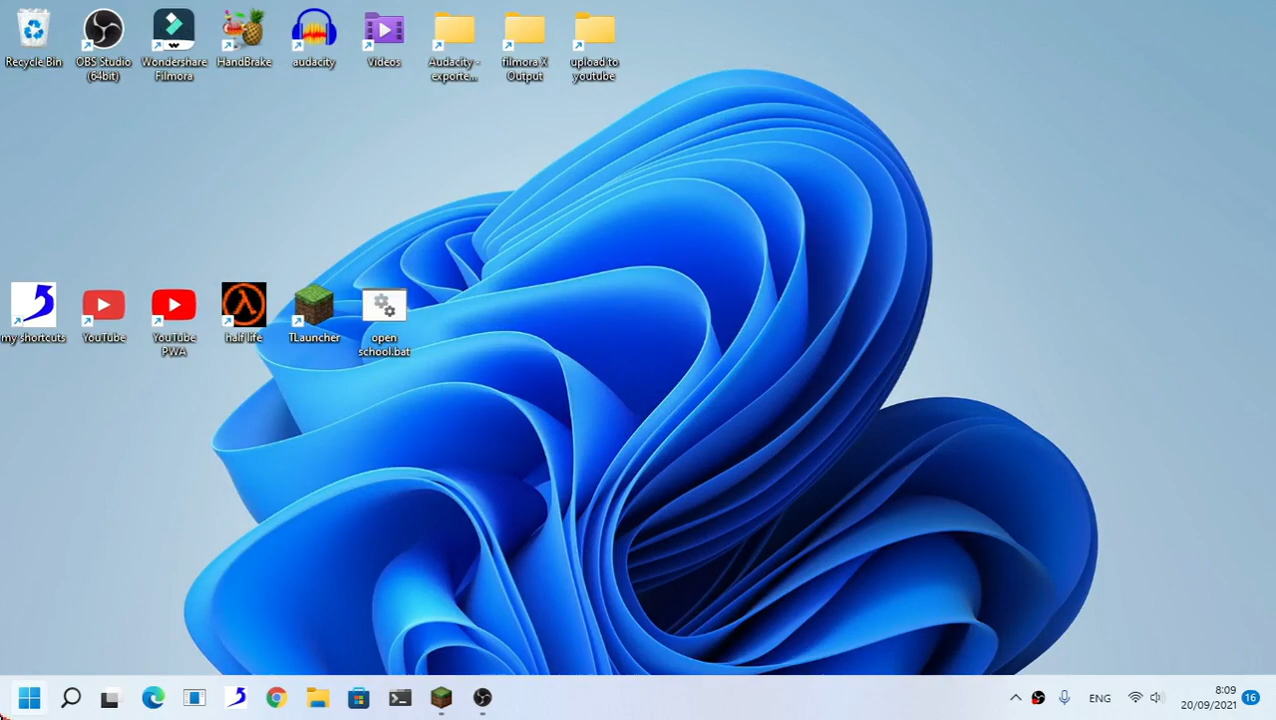 Recycle Bin
OBS Studio
(64bit)
Wondershare
Filmora
HandBrake
audacity
Videos
Audacity -
exporte...
filmora X
Output
upload to
youtube
my shortcuts
YouTube
YouTube
PWA
half life
TLauncher
open
school.bat
ENG
8:09
20/09/2021
16